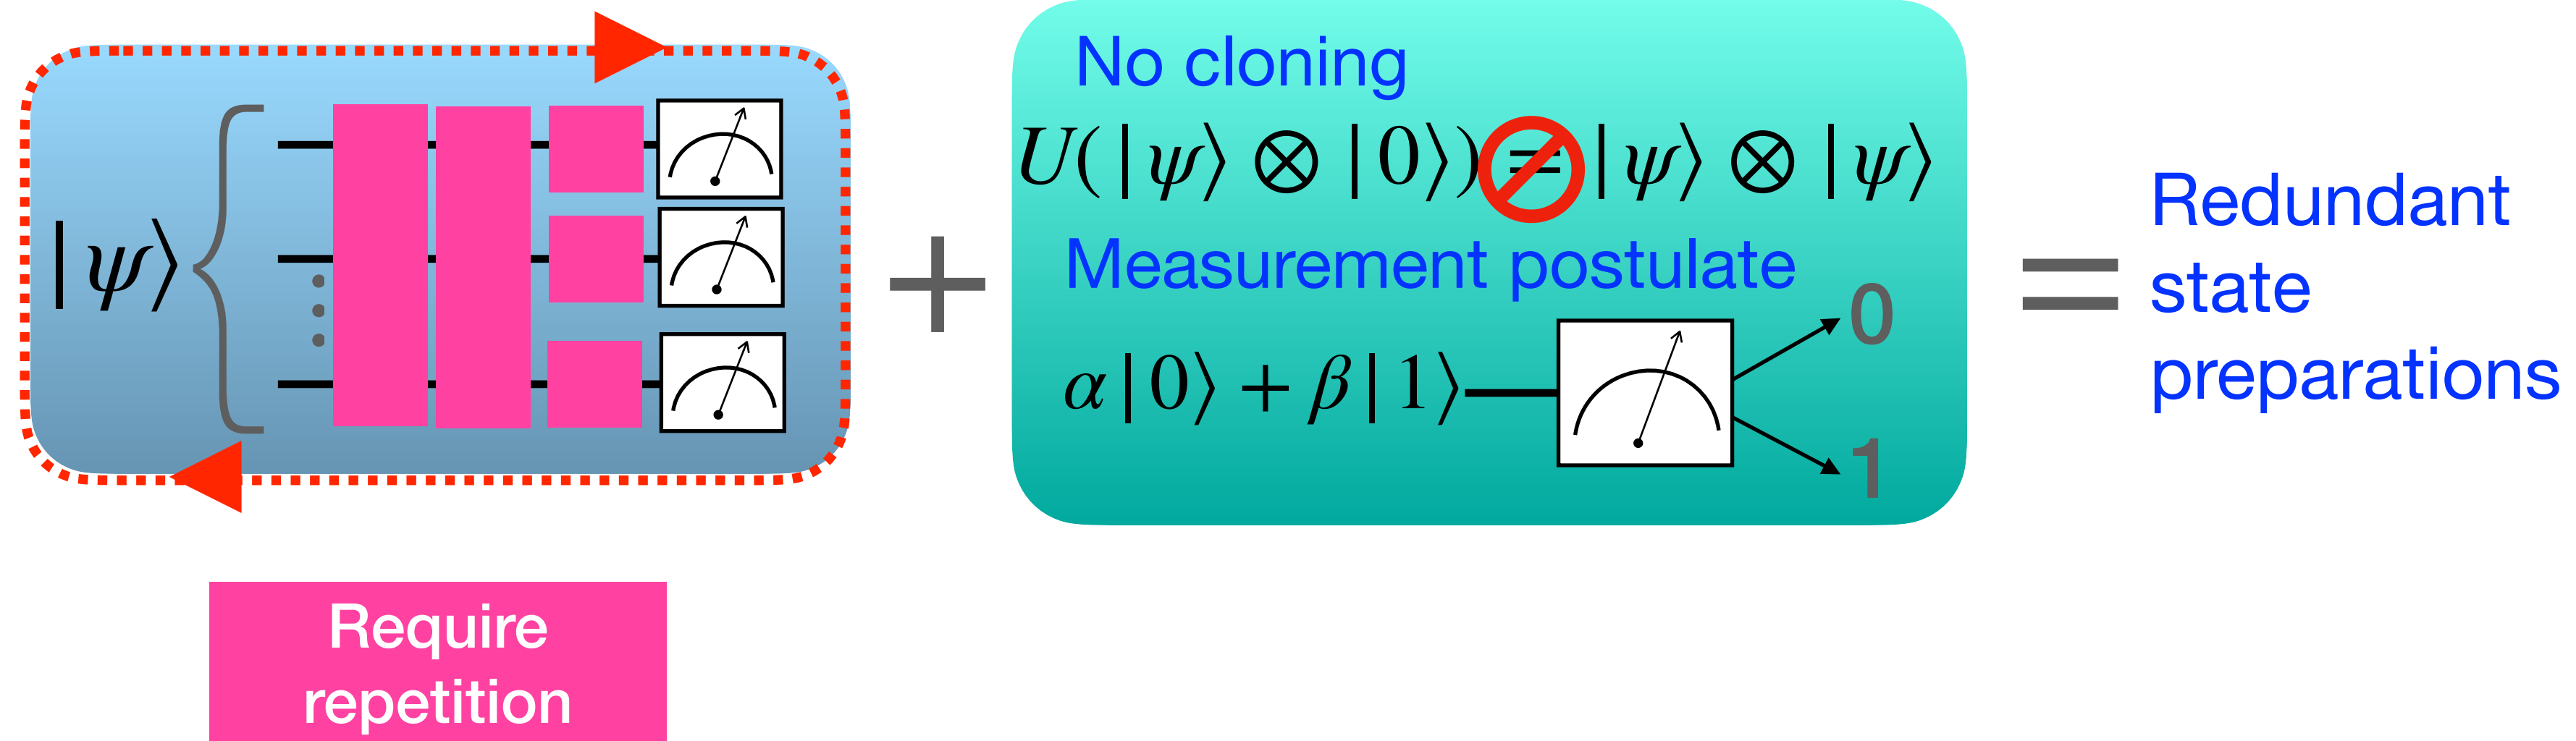 |ψ⟩
Require
repetition
+
No cloning
U(|ψ⟩ ⊗ |0⟩) = |ψ⟩ ⊗ |ψ⟩
Measurement postulate
α|0⟩ + β|1⟩
0
1
=
Redundant
state
preparations